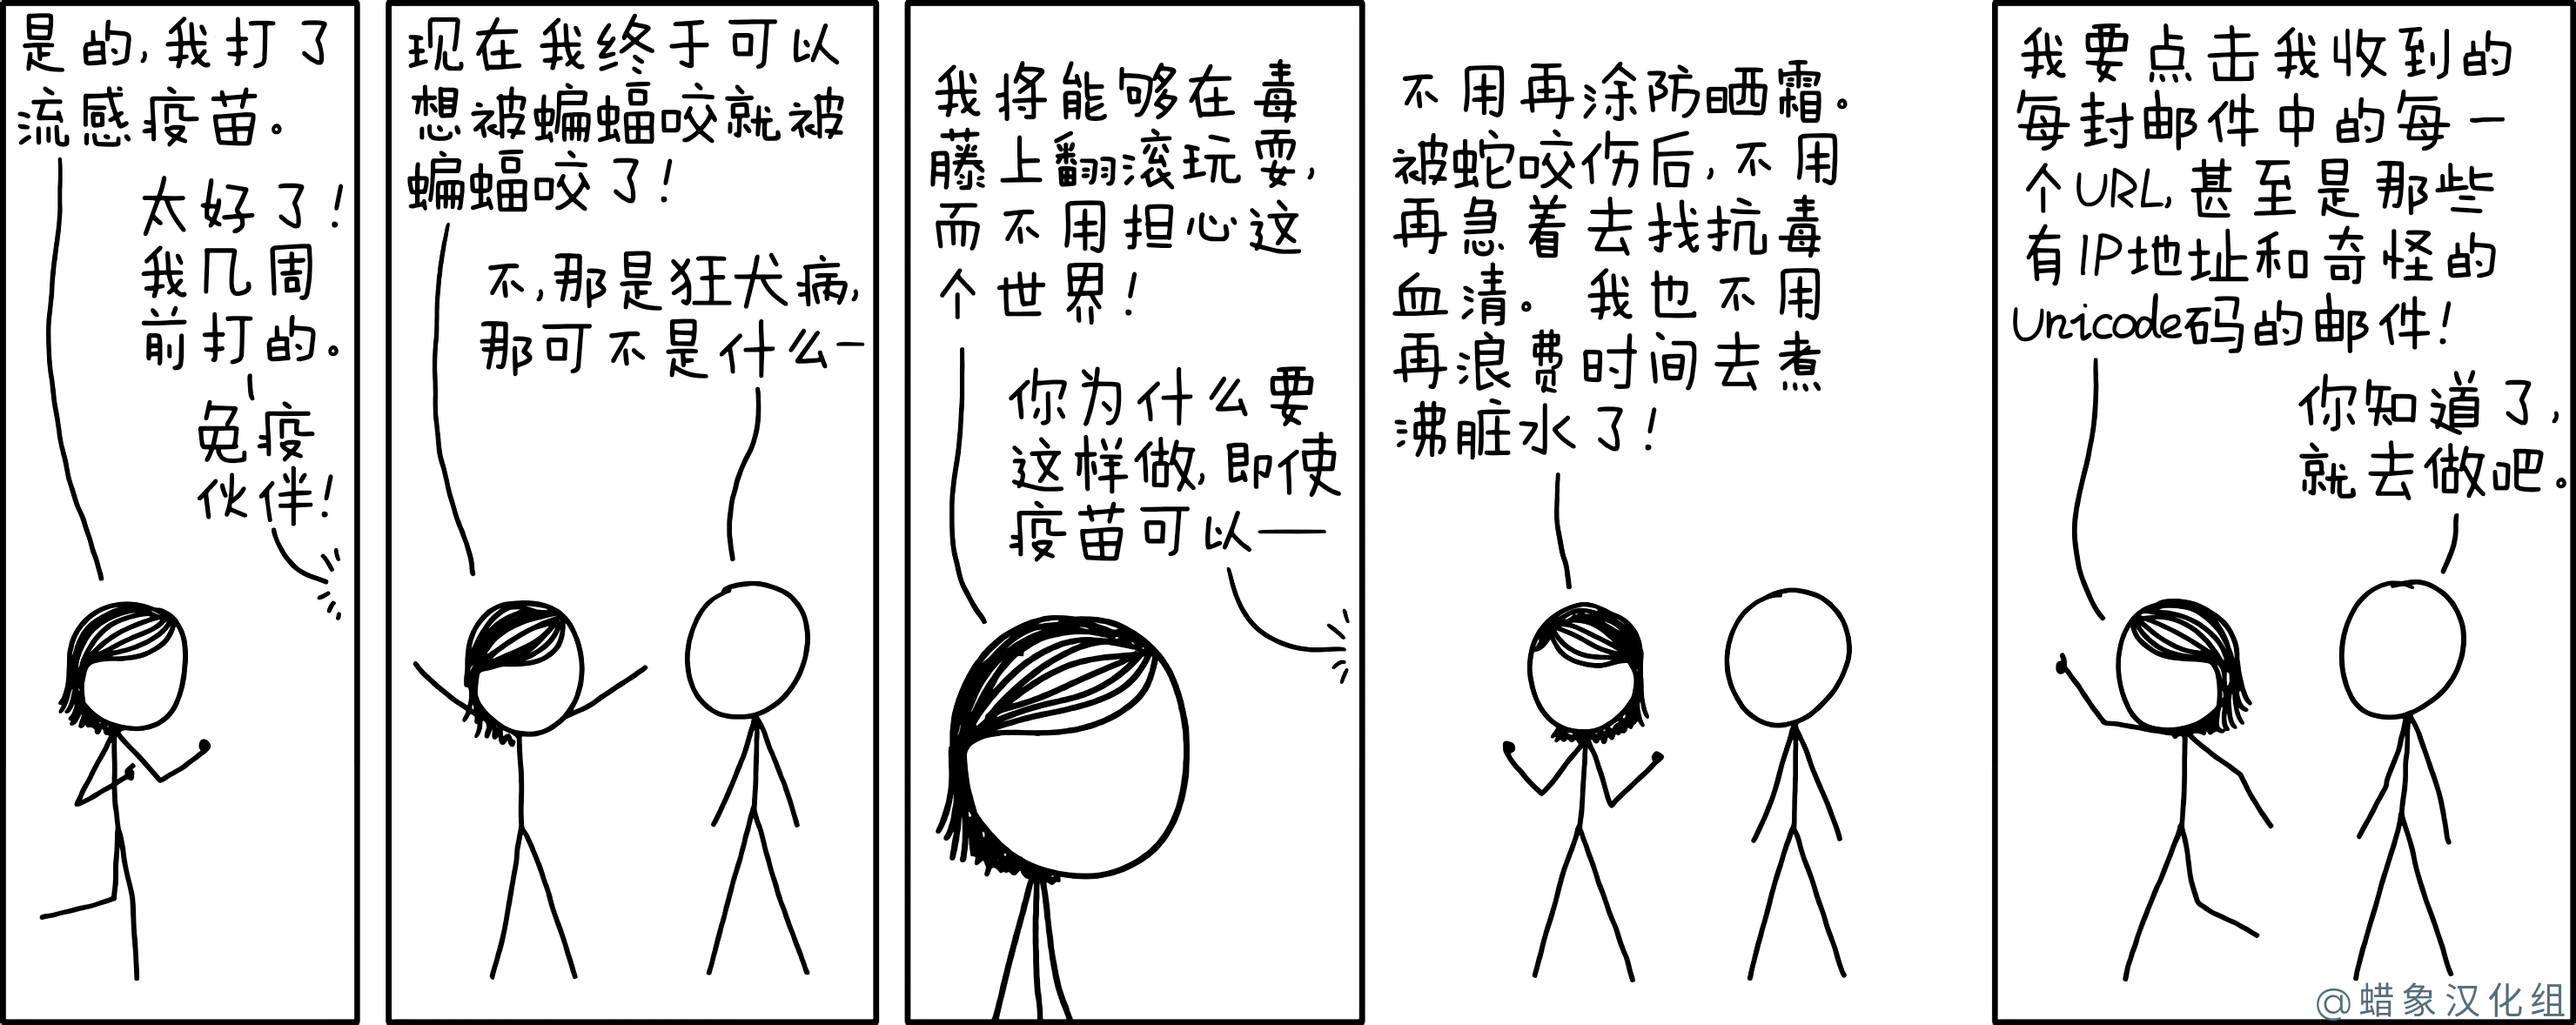 是的,我打了
流感疫苗。
太好了!
我几周
前打的。
免疫
伙伴!
现在我终于可以
想被蝙蝠咬就被
蝙蝠咬了!
不,那是狂犬病,
那可不是什么—
我将能够在毒
藤上翻滚玩耍,
而不用担心这
个世界!
你为什么要
这样做,即使
疫苗可以——
不用再涂防晒霜。
被蛇咬伤后,不用
再急着去找抗毒
血清。 我也不用
再浪费时间去煮
沸脏水了!
我要点击我收到的
每封邮件中的每一
个URL,甚至是那些
有IP地址和奇怪的
Unicode码的邮件!
你知道了,
就去做吧。
@蜡象汉化组